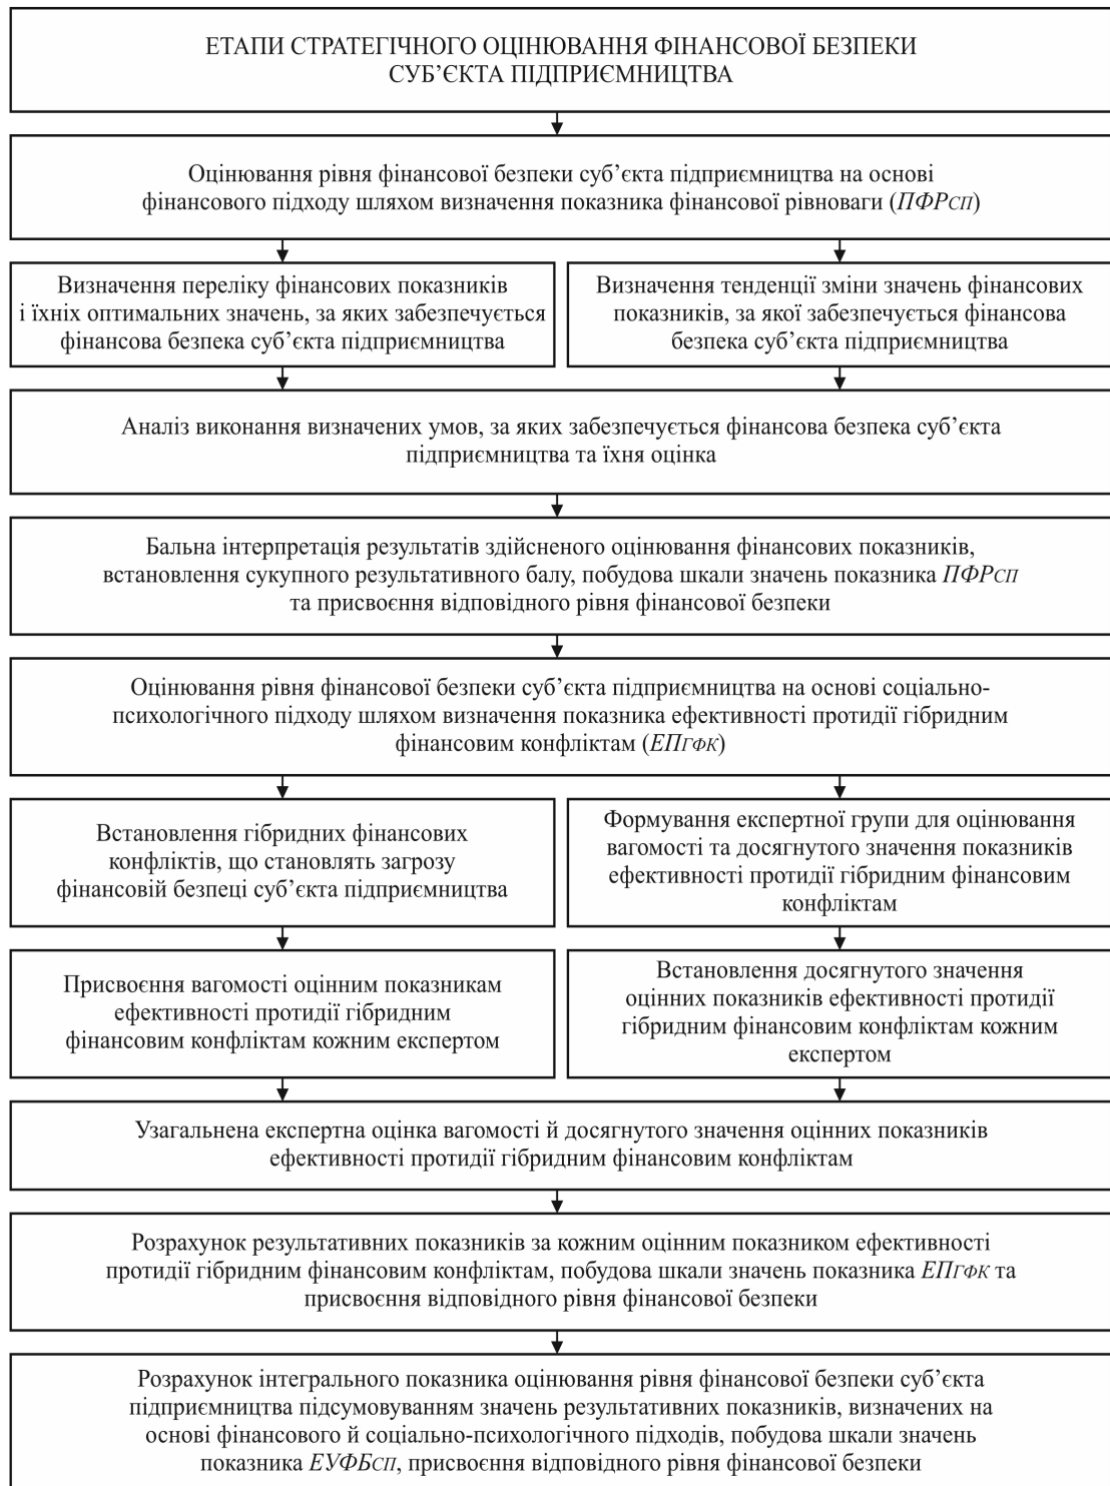 ЕТАПИ СТРАТЕГІЧНОГО ОЦІНЮВАННЯ ФІНАНСОВОЇ БЕЗПЕКИ
СУБ’ЄКТА ПІДПРИЄМНИЦТВА
Оцінювання рівня фінансової безпеки суб’єкта підприємництва на основі
фінансового підходу шляхом визначення показника фінансової рівноваги (ПФРСП)
Визначення переліку фінансових показників
і їхніх оптимальних значень, за яких забезпечується
фінансова безпека суб’єкта підприємництва
Визначення тенденції зміни значень фінансових
показників, за якої забезпечується фінансова
безпека суб’єкта підприємництва
Аналіз виконання визначених умов, за яких забезпечується фінансова безпека суб’єкта
підприємництва та їхня оцінка
Бальна інтерпретація результатів здійсненого оцінювання фінансових показників,
встановлення сукупного результативного балу, побудова шкали значень показника ПФРСП
та присвоєння відповідного рівня фінансової безпеки
Оцінювання рівня фінансової безпеки суб’єкта підприємництва на основі соціально-
психологічного підходу шляхом визначення показника ефективності протидії гібридним
фінансовим конфліктам (ЕПГФК)
Встановлення гібридних фінансових
конфліктів, що становлять загрозу
фінансовій безпеці суб’єкта підприємництва
Формування експертної групи для оцінювання
вагомості та досягнутого значення показників
ефективності протидії гібридним фінансовим
конфліктам
Присвоєння вагомості оцінним показникам
ефективності протидії гібридним
фінансовим конфліктам кожним експертом
Встановлення досягнутого значення
оцінних показників ефективності протидії
гібридним фінансовим конфліктам кожним
експертом
Узагальнена експертна оцінка вагомості й досягнутого значення оцінних показників
ефективності протидії гібридним фінансовим конфліктам
Розрахунок результативних показників за кожним оцінним показником ефективності
протидії гібридним фінансовим конфліктам, побудова шкали значень показника ЕПГФК та
присвоєння відповідного рівня фінансової безпеки
Розрахунок інтегрального показника оцінювання рівня фінансової безпеки суб’єкта
підприємництва підсумовуванням значень результативних показників, визначених на
основі фінансового й соціально-психологічного підходів, побудова шкали значень
показника ЕУФБСП, присвоєння відповідного рівня фінансової безпеки